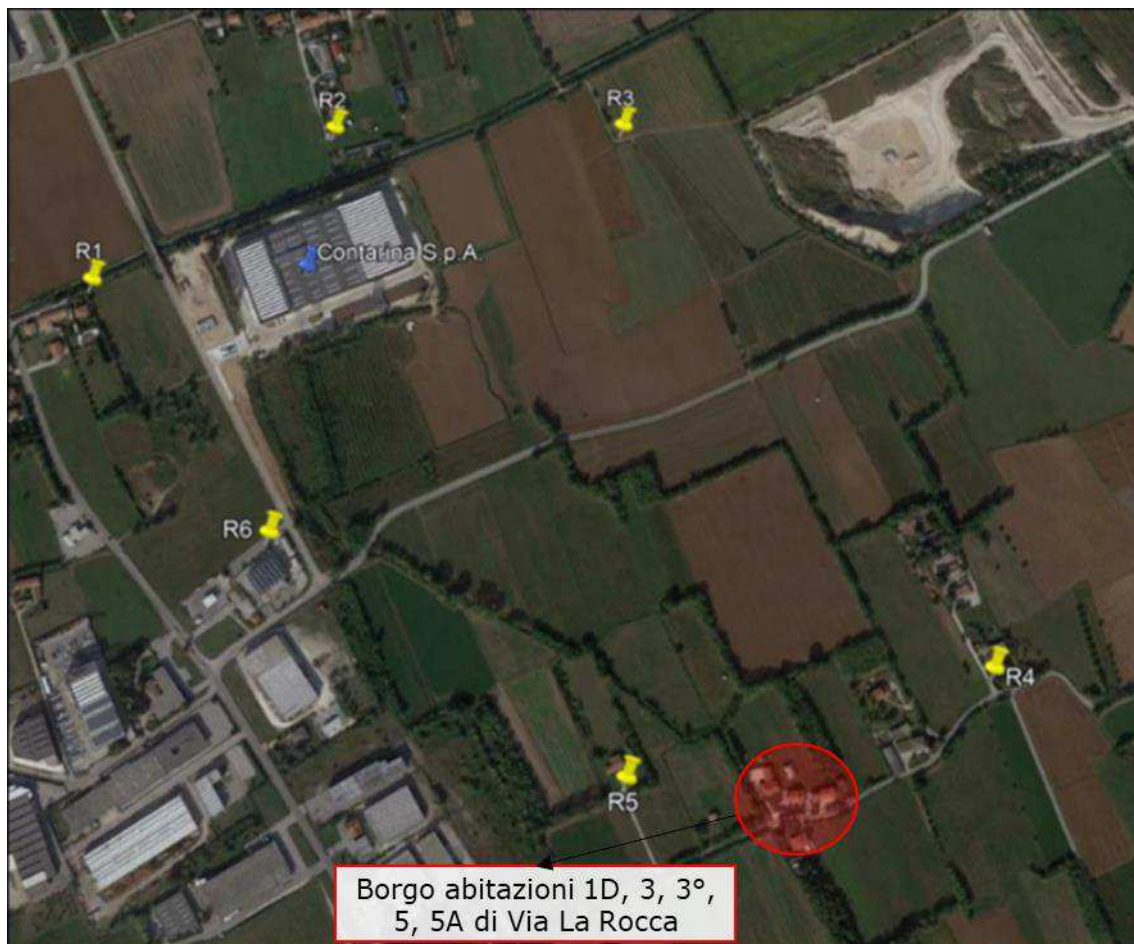 R2
R3
R1
Contarina S.p.A.
R6
R4
R5
Borgo abitazioni 1D, 3, 3°,
5, 5A di Via La Rocca